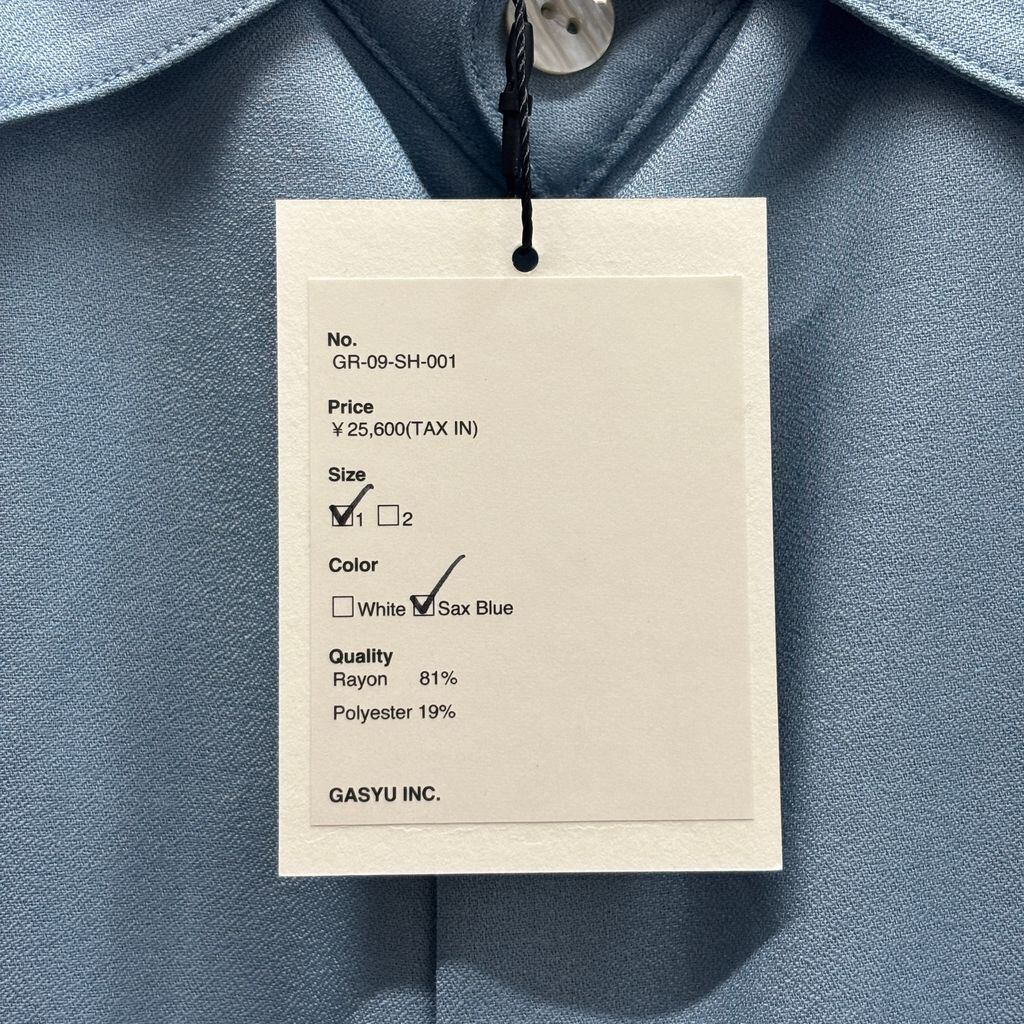 No.
GR-09-SH-001
Price
¥25,600(TAX IN)
Size
☑1 ☐2
Color
☐White ☑Sax Blue
Quality
Rayon 81%
Polyester 19%
GASYU INC.